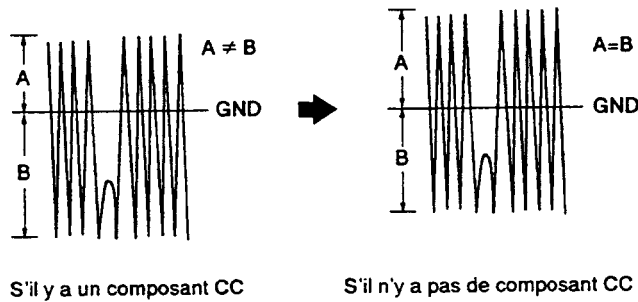 A ≠ B
A
GND
B
S'il y a un composant CC
A=B
A
GND
B
S'il n'y a pas de composant CC